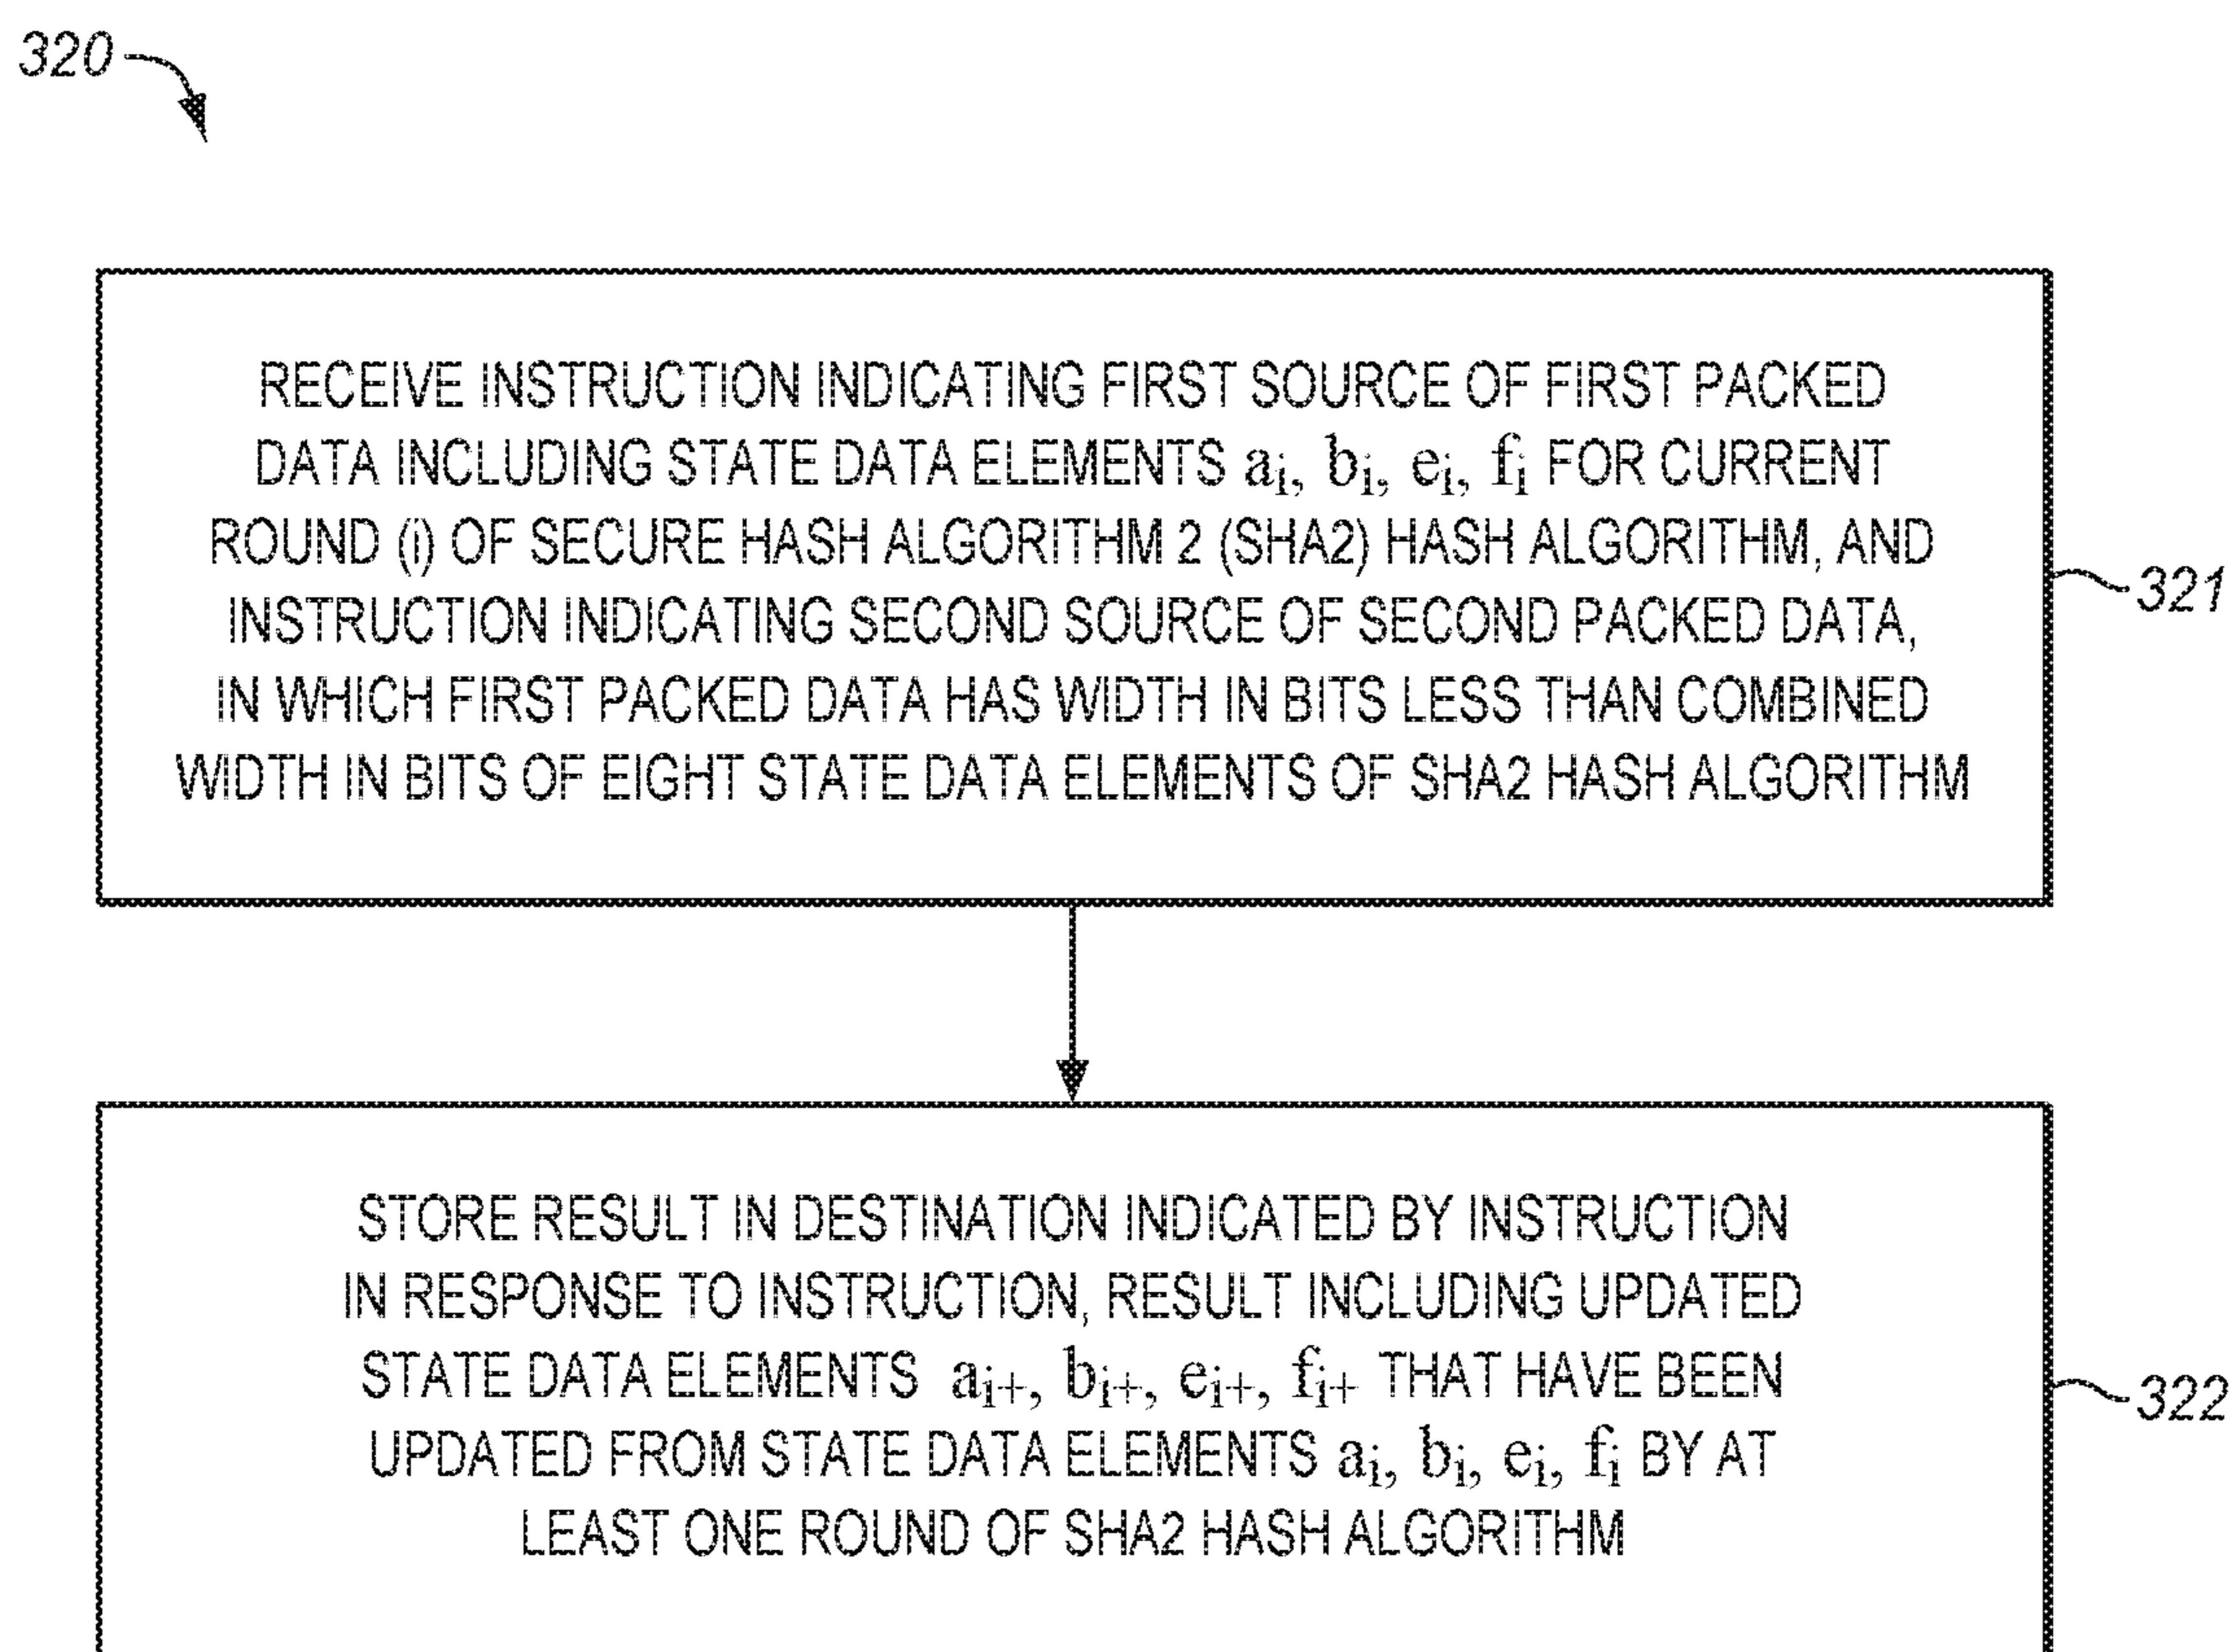 320
RECEIVE INSTRUCTION INDICATING FIRST SOURCE OF FIRST PACKED
DATA INCLUDING STATE DATA ELEMENTS aᵢ, bᵢ, eᵢ, fᵢ FOR CURRENT
ROUND (i) OF SECURE HASH ALGORITHM 2 (SHA2) HASH ALGORITHM, AND
INSTRUCTION INDICATING SECOND SOURCE OF SECOND PACKED DATA,
IN WHICH FIRST PACKED DATA HAS WIDTH IN BITS LESS THAN COMBINED
WIDTH IN BITS OF EIGHT STATE DATA ELEMENTS OF SHA2 HASH ALGORITHM
321
STORE RESULT IN DESTINATION INDICATED BY INSTRUCTION
IN RESPONSE TO INSTRUCTION, RESULT INCLUDING UPDATED
STATE DATA ELEMENTS aᵢ₊, bᵢ₊, eᵢ₊, fᵢ₊ THAT HAVE BEEN
UPDATED FROM STATE DATA ELEMENTS aᵢ, bᵢ, eᵢ, fᵢ BY AT
LEAST ONE ROUND OF SHA2 HASH ALGORITHM
322